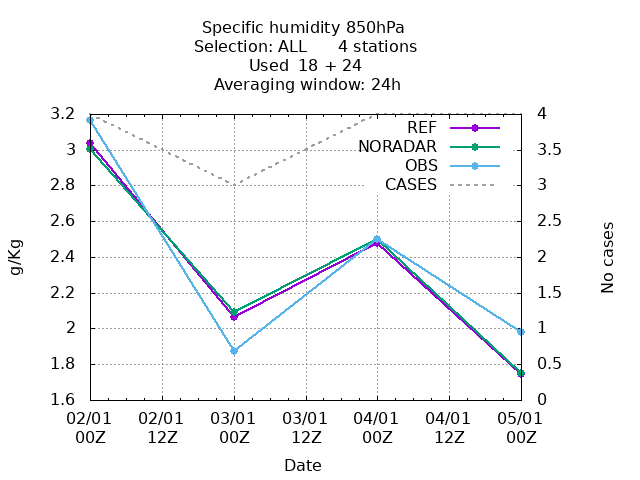 Specific humidity 850hPa
Selection: ALL      4 stations
Used  18 + 24
Averaging window: 24h
3.2
3
2.8
2.6
2.4
2.2
2
1.8
1.6
g/Kg
REF
NORADAR
OBS
CASES
4
3.5
3
2.5
2
1.5
1
0.5
0
No cases
02/01 02/01 03/01 03/01 04/01 04/01 05/01
00Z 12Z 00Z 12Z 00Z 12Z 00Z
Date